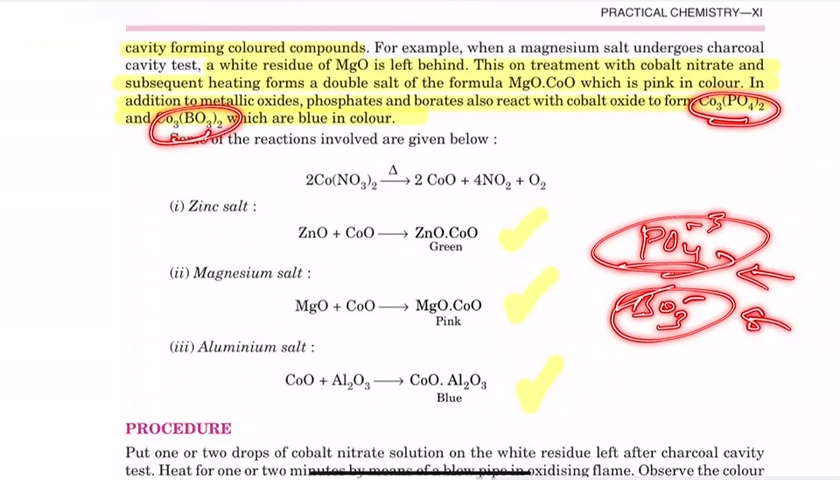 PRACTICAL CHEMISTRY—XI
cavity forming coloured compounds. For example, when a magnesium salt undergoes charcoal
cavity test, a white residue of MgO is left behind. This on treatment with cobalt nitrate and
subsequent heating forms a double salt of the formula MgO.CoO which is pink in colour. In
addition to metallic oxides, phosphates and borates also react with cobalt oxide to form Co₃(PO₄)₂
and Co₃(BO₃)₂ which are blue in colour.
Some of the reactions involved are given below :
2Co(NO₃)₂ —Δ→ 2 CoO + 4NO₂ + O₂
(i) Zinc salt :
ZnO + CoO ⟶ ZnO.CoO
Green
PO₄⁻³
(ii) Magnesium salt :
MgO + CoO ⟶ MgO.CoO
Pink
(iii) Aluminium salt :
CoO + Al₂O₃ ⟶ CoO. Al₂O₃
Blue
PROCEDURE
Put one or two drops of cobalt nitrate solution on the white residue left after charcoal cavity
test. Heat for one or two minutes by means of a blow pipe in oxidising flame. Observe the colour